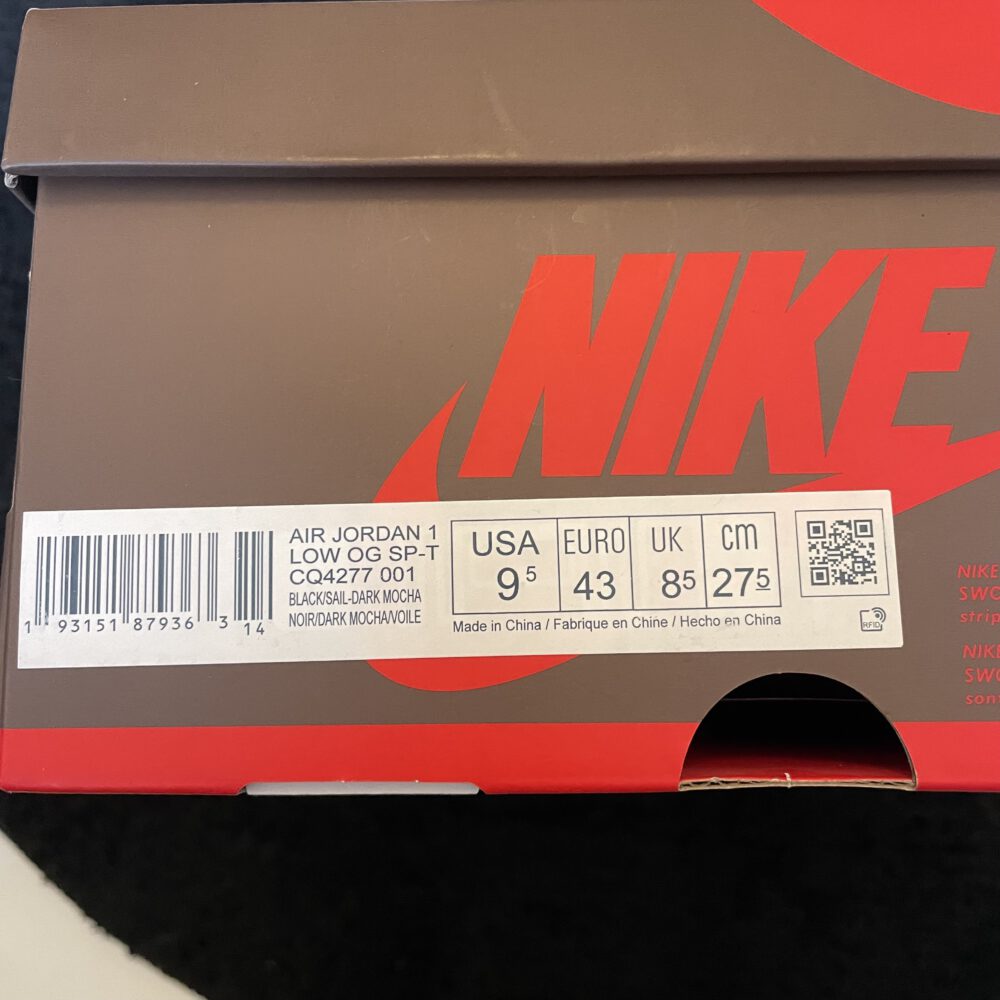 NIKE
AIR JORDAN 1
LOW OG SP-T
CQ4277 001
BLACK/SAIL-DARK MOCHA
NOIR/DARK MOCHA/VOILE
1 93151 87936 3 14
USA EURO UK CM
9 5 43 8 5 27 5
Made in China / Fabrique en Chine / Hecho en China
RFID
NIKE
NIKE